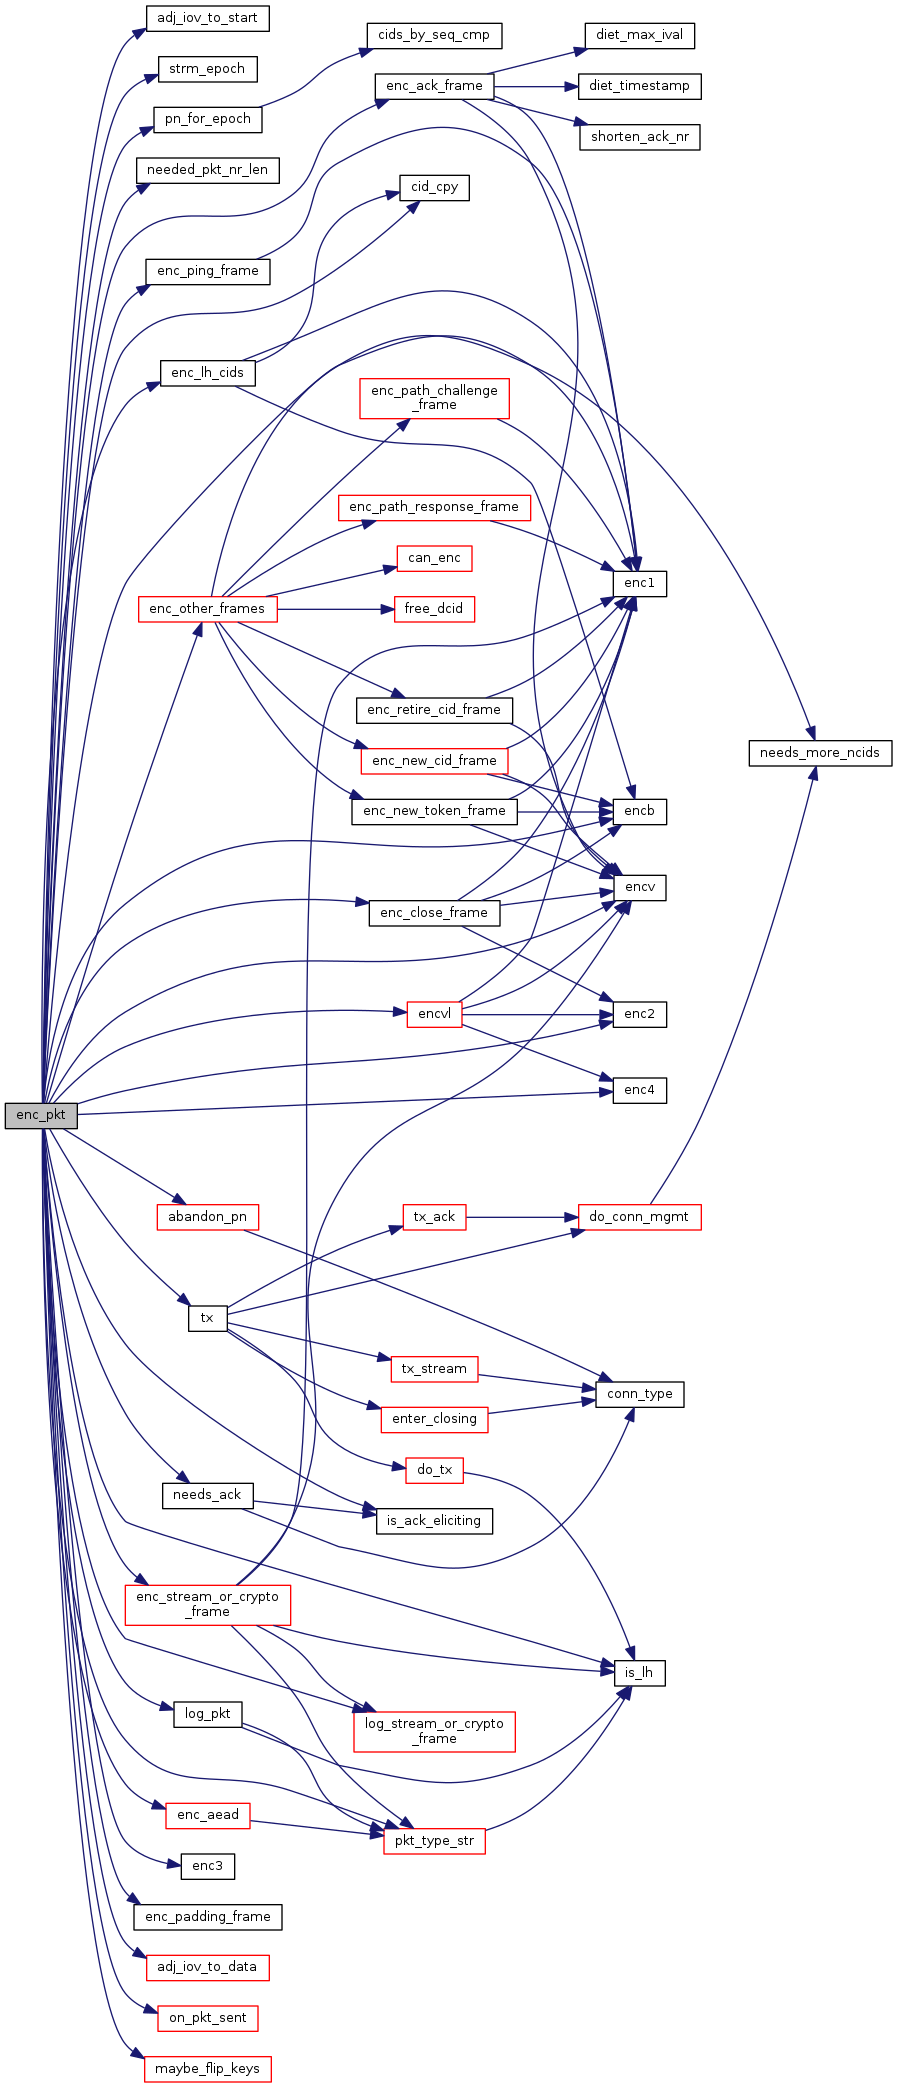 adj_iov_to_start
cids_by_seq_cmp
diet_max_ival
strm_epoch
enc_ack_frame
diet_timestamp
pn_for_epoch
shorten_ack_nr
needed_pkt_nr_len
cid_cpy
enc_ping_frame
enc_lh_cids
enc_path_challenge
_frame
enc_path_response_frame
can_enc
enc1
enc_other_frames
free_dcid
enc_retire_cid_frame
needs_more_ncids
enc_new_cid_frame
enc_new_token_frame
encb
encv
enc_close_frame
encvl
enc2
enc4
enc_pkt
abandon_pn
tx_ack
do_conn_mgmt
tx
tx_stream
conn_type
enter_closing
do_tx
needs_ack
is_ack_eliciting
enc_stream_or_crypto
_frame
is_lh
log_pkt
log_stream_or_crypto
_frame
enc_aead
pkt_type_str
enc3
enc_padding_frame
adj_iov_to_data
on_pkt_sent
maybe_flip_keys